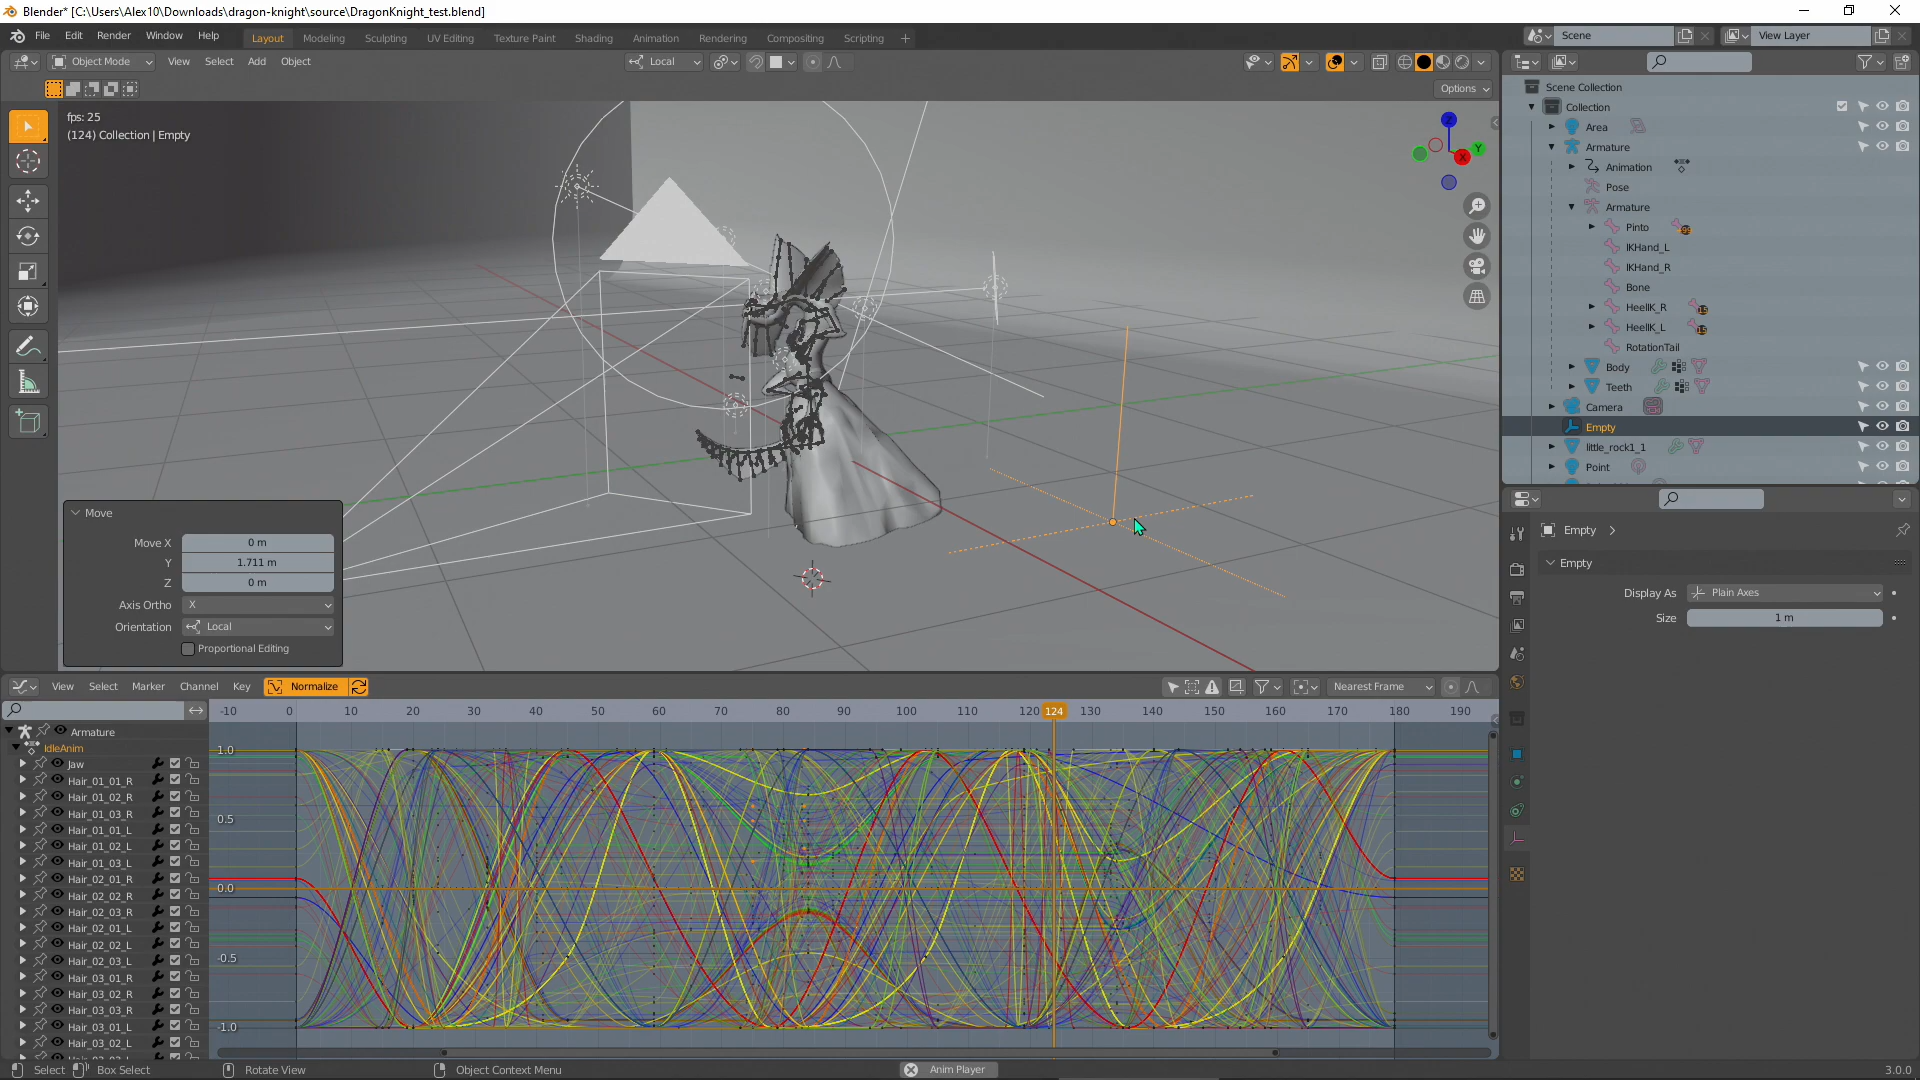 Blender* [C:\Users\Alex10\Downloads\dragon-knight\source\DragonKnight_test.blend]
File Edit Render Window Help Layout Modeling Sculpting UV Editing Texture Paint Shading Animation Rendering Compositing Scripting + Scene View Layer
Object Mode View Select Add Object Local
Options
fps: 25
(124) Collection | Empty
Z
Y
X
Move
Move X 0 m
Y 1.711 m
Z 0 m
Axis Ortho X
Orientation Local
Proportional Editing
Scene Collection
Collection
Area
Armature
Animation
Pose
Armature
Pinto
IKHand_L
IKHand_R
Bone
HeelIK_R 15
HeelIK_L 15
RotationTail
Body
Teeth
Camera
Empty
little_rock1_1
Point
Empty
Empty
Display As Plain Axes
Size 1 m
View Select Marker Channel Key Normalize Nearest Frame
-10 0 10 20 30 40 50 60 70 80 90 100 110 120 124 130 140 150 160 170 180 190
Armature
IdleAnim
Jaw
Hair_01_01_R
Hair_01_02_R
Hair_01_03_R
Hair_01_01_L
Hair_01_02_L
Hair_01_03_L
Hair_02_01_R
Hair_02_02_R
Hair_02_03_R
Hair_02_01_L
Hair_02_02_L
Hair_02_03_L
Hair_03_01_R
Hair_03_02_R
Hair_03_03_R
Hair_03_01_L
Hair_03_02_L
1.0
0.5
0.0
-0.5
-1.0
Select Box Select Rotate View Object Context Menu Anim Player 3.0.0